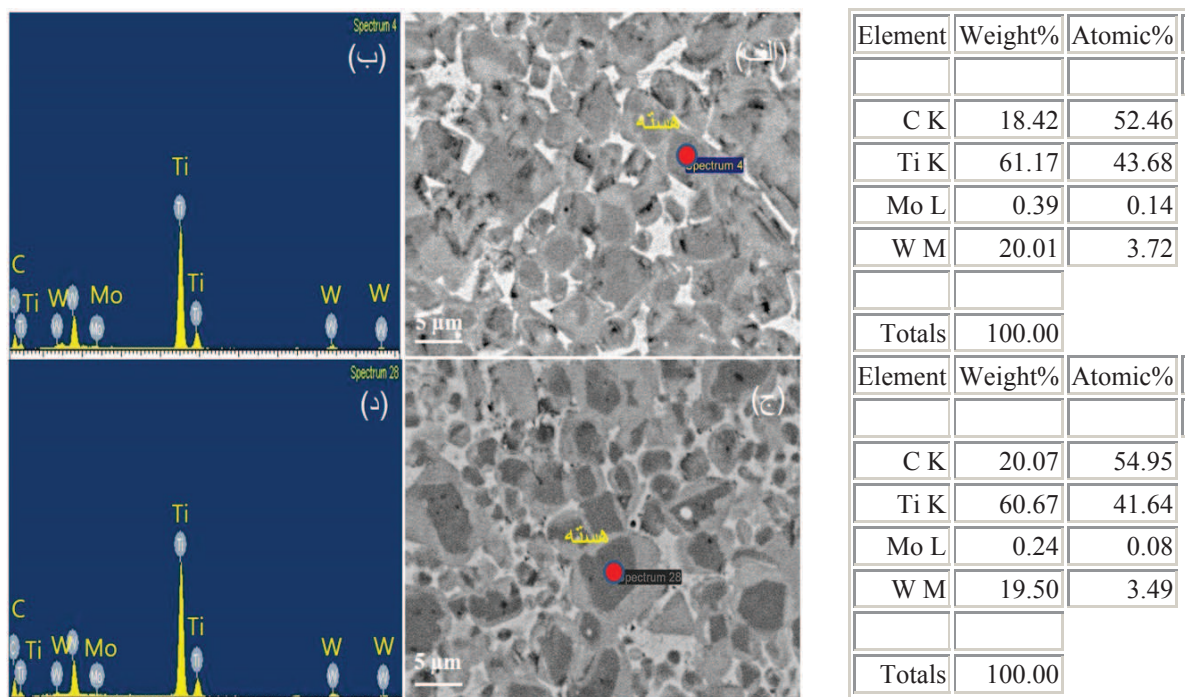 Spectrum 4
(ب)
Ti
Ti
C
Ti
W
Mo
W
W
(الف)
هسته
Spectrum 4
5 µm
Spectrum 28
(د)
Ti
Ti
C
Ti
W
Mo
W
W
(ج)
هسته
Spectrum 28
5 µm
Element Weight% Atomic%
C K 18.42 52.46
Ti K 61.17 43.68
Mo L 0.39 0.14
W M 20.01 3.72
Totals 100.00
Element Weight% Atomic%
C K 20.07 54.95
Ti K 60.67 41.64
Mo L 0.24 0.08
W M 19.50 3.49
Totals 100.00